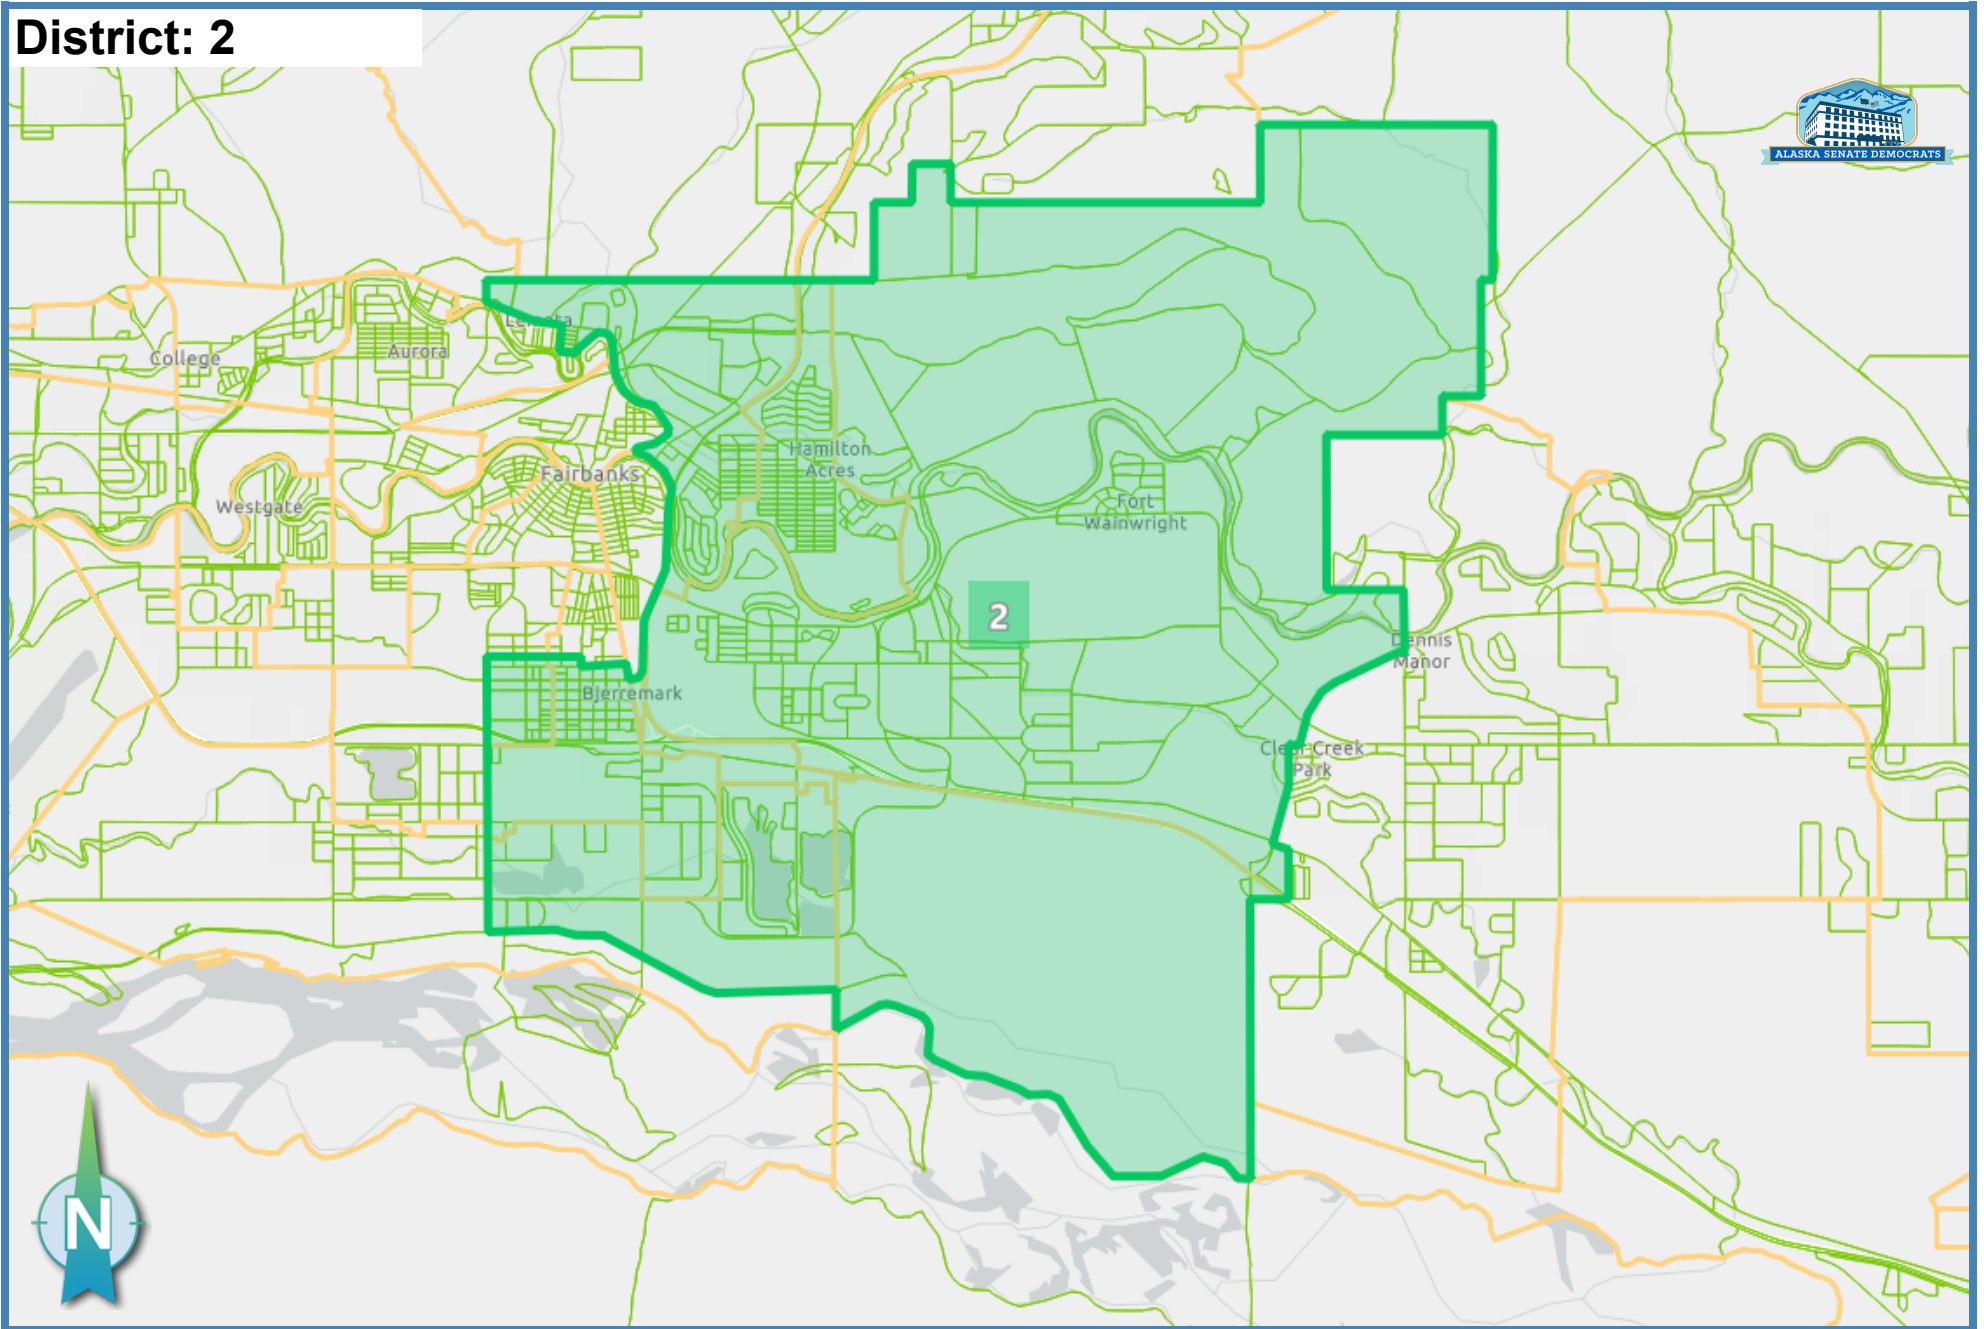 District: 2
ALASKA SENATE DEMOCRATS
Lemeta
College
Aurora
Hamilton
Acres
Fairbanks
Westgate
Fort
Wainwright
2
Dennis
Manor
Bjerremark
Clear Creek
Park
N